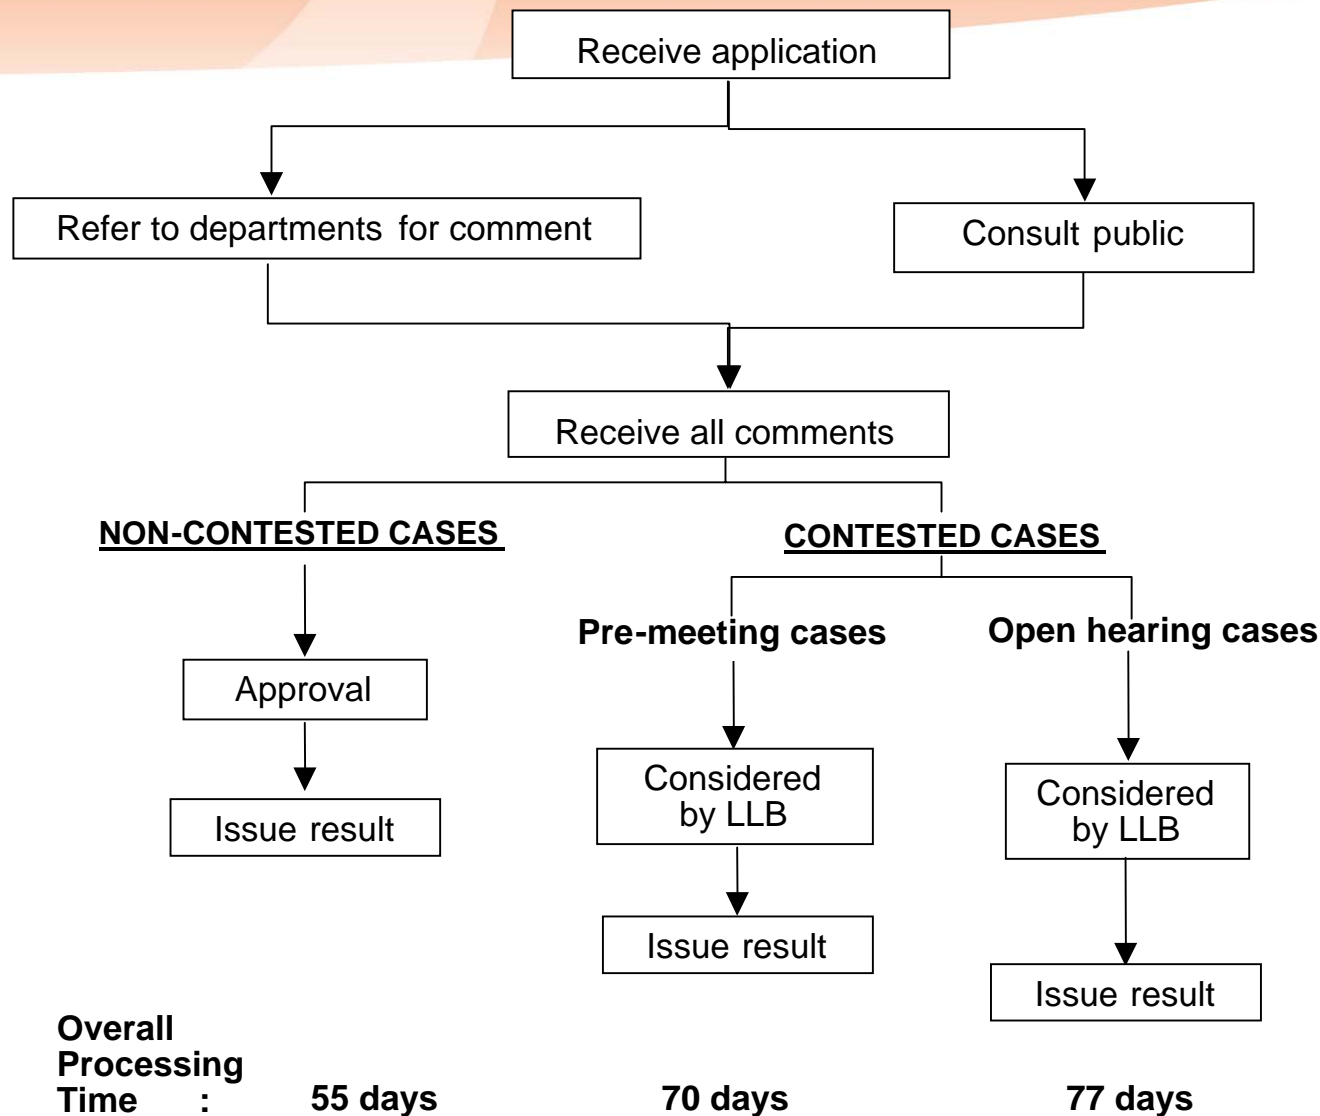 Receive application
Refer to departments for comment
Consult public
Receive all comments
NON-CONTESTED CASES
CONTESTED CASES
Pre-meeting cases
Open hearing cases
Approval
Considered
by LLB
Considered
by LLB
Issue result
Issue result
Issue result
Overall
Processing
Time : 55 days 70 days 77 days